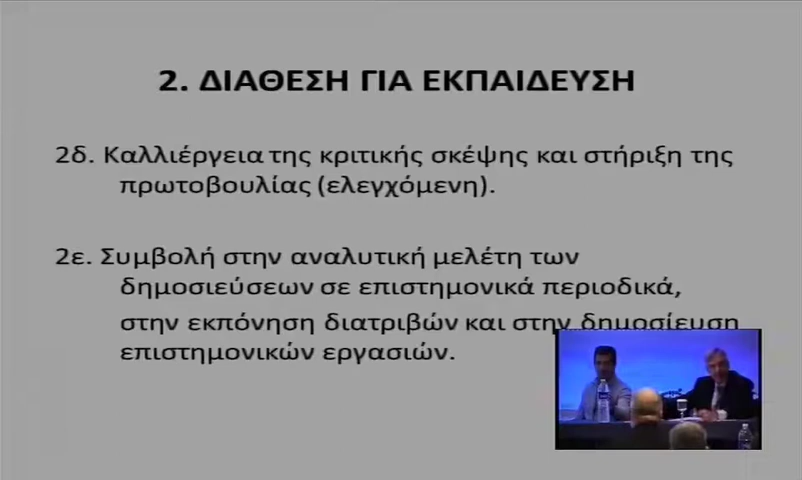 2. ΔΙΑΘΕΣΗ ΓΙΑ ΕΚΠΑΙΔΕΥΣΗ
2δ. Καλλιέργεια της κριτικής σκέψης και στήριξη της
πρωτοβουλίας (ελεγχόμενη).
2ε. Συμβολή στην αναλυτική μελέτη των
δημοσιεύσεων σε επιστημονικά περιοδικά,
στην εκπόνηση διατριβών και στην δημοσίευση
επιστημονικών εργασιών.